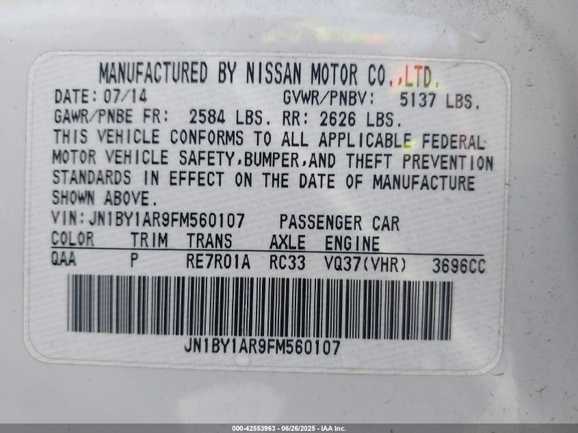 MANUFACTURED BY NISSAN MOTOR CO.,LTD.
DATE: 07/14 GVWR/PNBV: 5137 LBS.
GAWR/PNBE FR: 2584 LBS. RR: 2626 LBS.
THIS VEHICLE CONFORMS TO ALL APPLICABLE FEDERAL
MOTOR VEHICLE SAFETY,BUMPER,AND THEFT PREVENTION
STANDARDS IN EFFECT ON THE DATE OF MANUFACTURE
SHOWN ABOVE.
VIN: JN1BY1AR9FM560107 PASSENGER CAR
COLOR TRIM TRANS AXLE ENGINE
QAA P RE7R01A RC33 VQ37(VHR) 3696CC
JN1BY1AR9FM560107
000-42553963 - 06/26/2025 - IAA Inc.